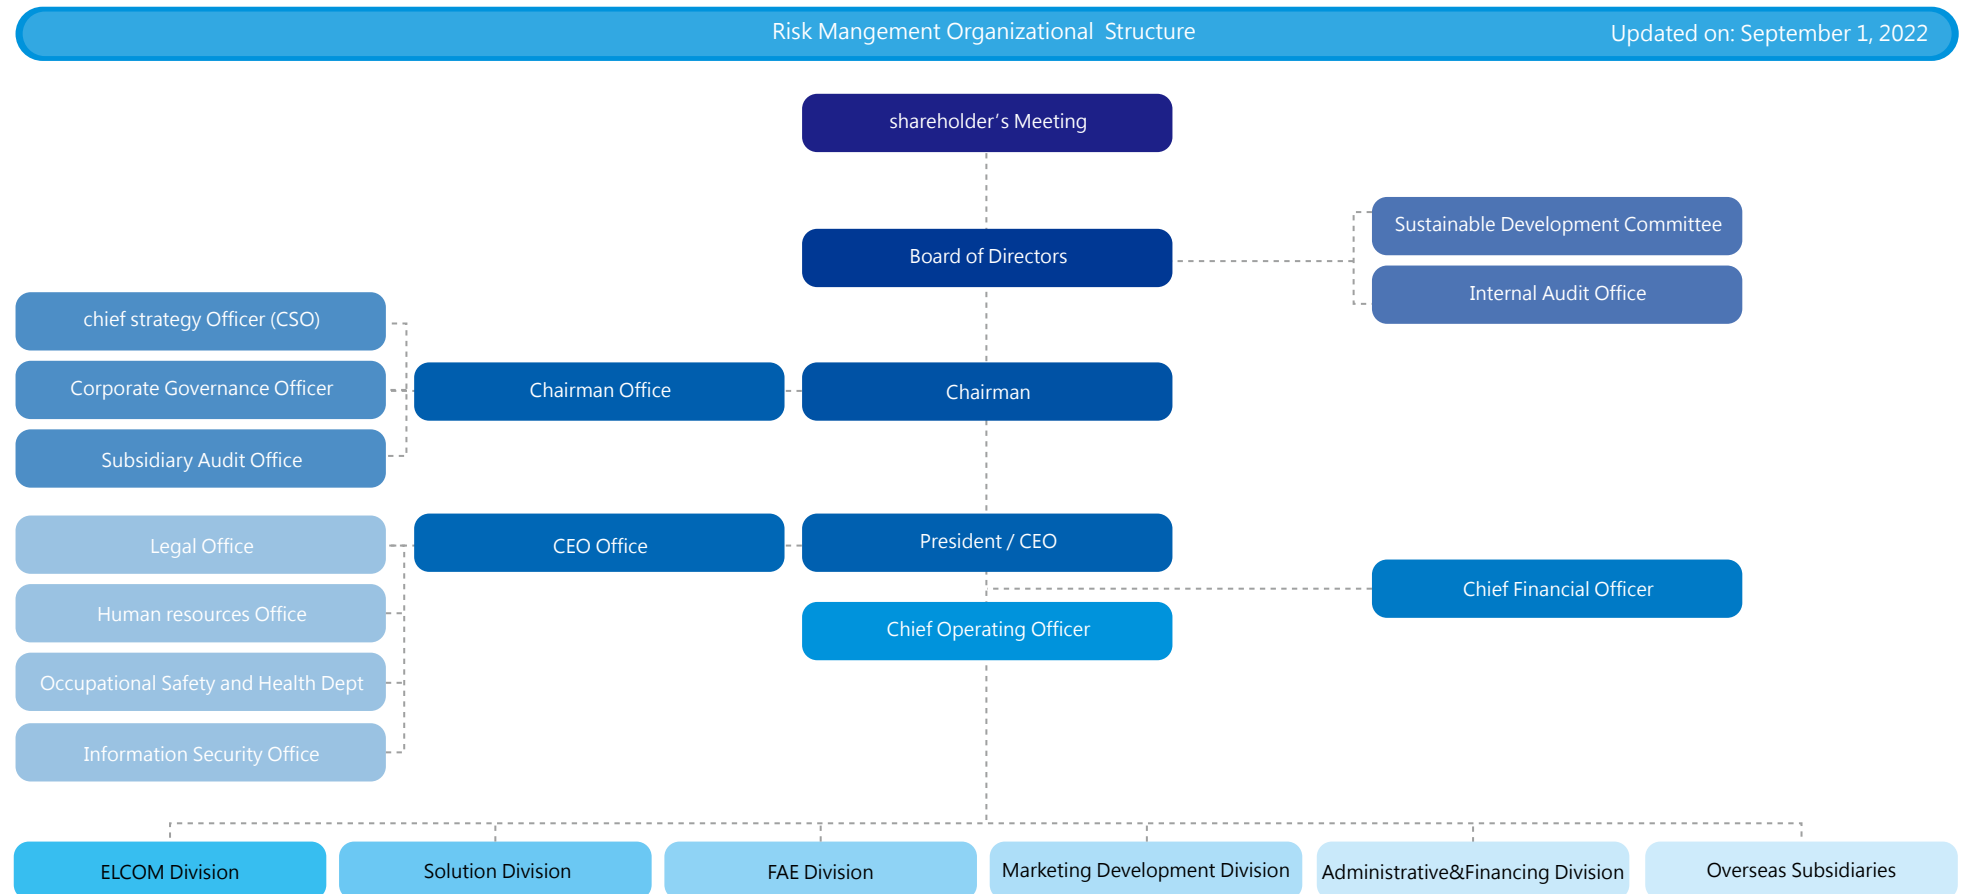 Risk Mangement Organizational Structure
Updated on: September 1, 2022
shareholder‘s Meeting
Board of Directors
Sustainable Development Committee
Internal Audit Office
chief strategy Officer (CSO)
Corporate Governance Officer
Subsidiary Audit Office
Chairman Office
Chairman
Legal Office
Human resources Office
Occupational Safety and Health Dept
Information Security Office
CEO Office
President / CEO
Chief Financial Officer
Chief Operating Officer
ELCOM Division
Solution Division
FAE Division
Marketing Development Division
Administrative&Financing Division
Overseas Subsidiaries